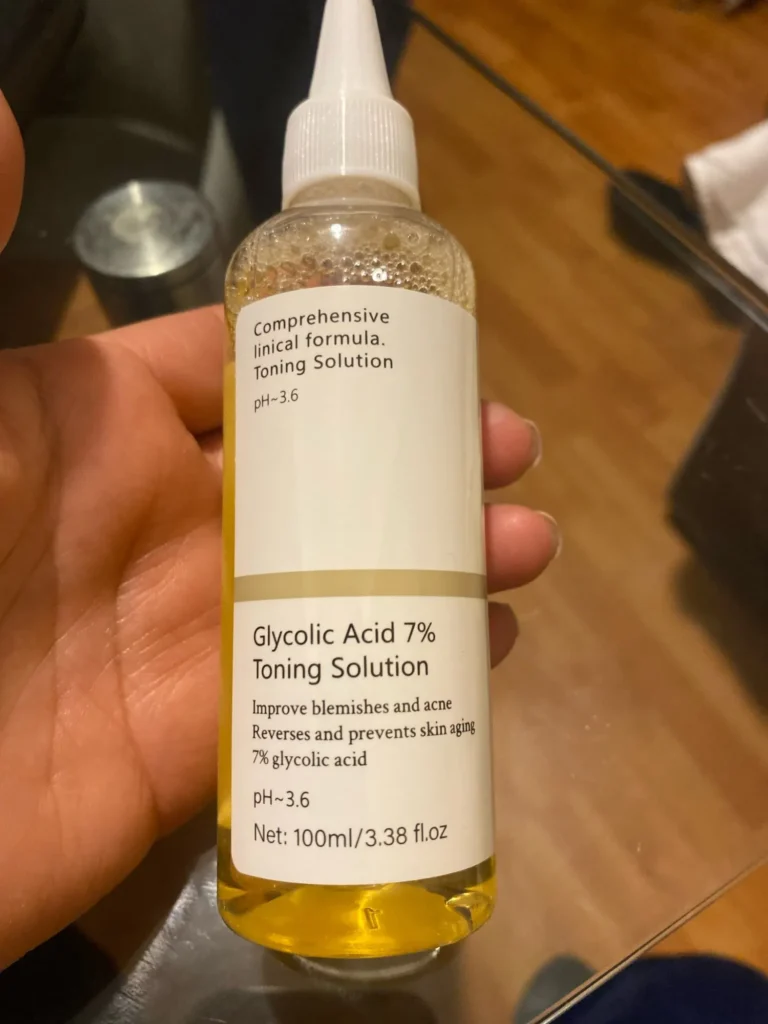 Comprehensive
linical formula.
Toning Solution
pH~3.6
Glycolic Acid 7%
Toning Solution
Improve blemishes and acne
Reverses and prevents skin aging
7% glycolic acid
pH~3.6
Net: 100ml/3.38 fl.oz